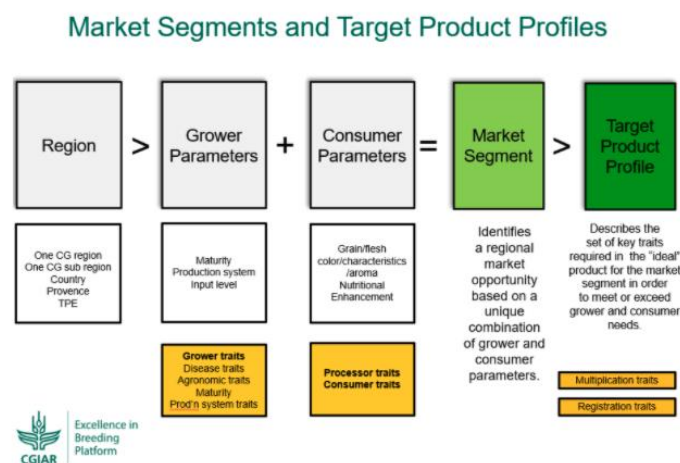 Market Segments and Target Product Profiles
Region
>
Grower
Parameters
+
Consumer
Parameters
=
Market
Segment
>
Target
Product
Profile
One CG region
One CG sub region
Country
Provence
TPE
Maturity
Production system
Input level
Grain/flesh
color/characteristics
/aroma
Nutritional
Enhancement
Identifies
a regional
market
opportunity
based on a
unique
combination
of grower and
consumer
parameters.
Describes the
set of key traits
required in the "ideal"
product for the market
segment in order
to meet or exceed
grower and consumer
needs.
Grower traits
Disease traits
Agronomic traits
Maturity
Prod'n system traits
Processor traits
Consumer traits
Multiplication traits
Registration traits
CGIAR
Excellence in
Breeding
Platform